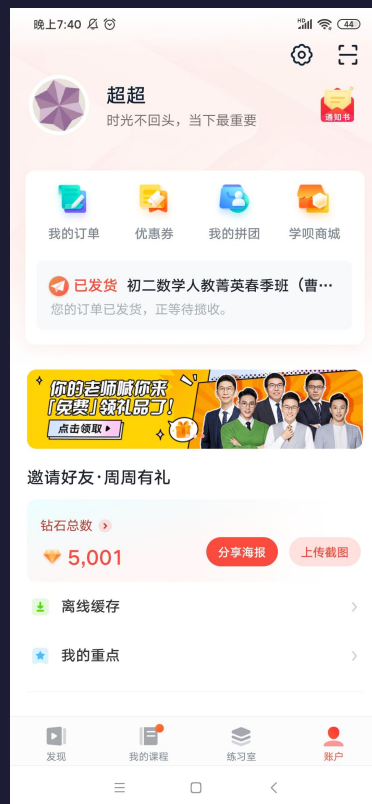 晚上7:40
HD
44
超超
时光不回头，当下最重要
通知书
我的订单
优惠券
我的拼团
学呗商城
已发货 初二数学人教菁英春季班（曹…
您的订单已发货，正等待揽收。
你的老师喊你来
「免费」领礼品了！
点击领取
邀请好友·周周有礼
钻石总数
5,001
分享海报
上传截图
离线缓存
我的重点
发现
我的课程
练习室
账户